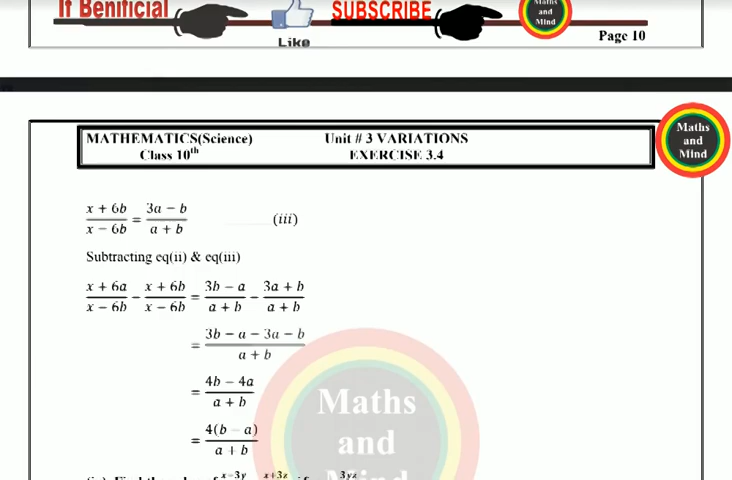 If Benificial
Like
SUBSCRIBE
Maths
and
Mind
Page 10
MATHEMATICS(Science) Unit # 3 VARIATIONS
Class 10th EXERCISE 3.4
Maths
and
Mind
(x + 6b)/(x − 6b) = (3a − b)/(a + b) ............ (iii)
Subtracting eq(ii) & eq(iii)
(x + 6a)/(x − 6b) − (x + 6b)/(x − 6b) = (3b − a)/(a + b) − (3a + b)/(a + b)
= (3b − a − 3a − b)/(a + b)
= (4b − 4a)/(a + b)
= 4(b − a)/(a + b)
Maths
and
Mind